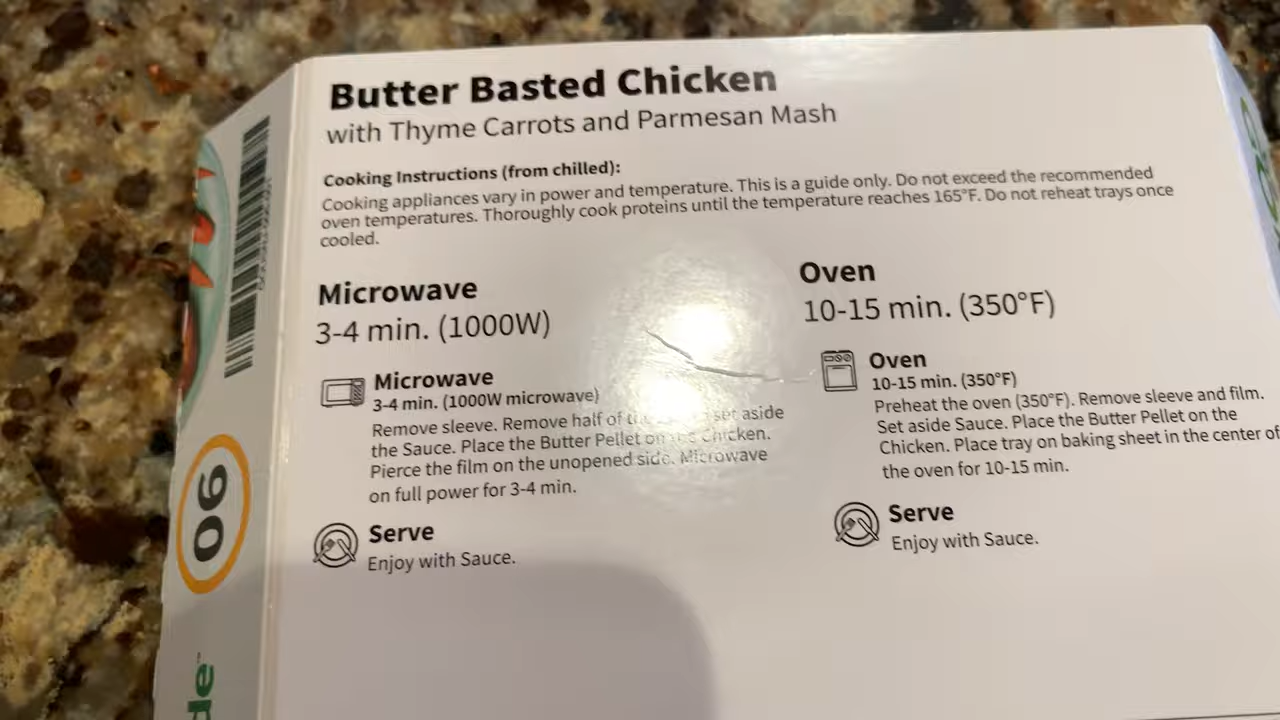 Butter Basted Chicken
with Thyme Carrots and Parmesan Mash
Cooking Instructions (from chilled):
Cooking appliances vary in power and temperature. This is a guide only. Do not exceed the recommended
oven temperatures. Thoroughly cook proteins until the temperature reaches 165°F. Do not reheat trays once
cooled.
Microwave
3-4 min. (1000W)
Microwave
3-4 min. (1000W microwave)
Remove sleeve. Remove half of set aside
the Sauce. Place the Butter Pellet on the Chicken.
Pierce the film on the unopened side. Microwave
on full power for 3-4 min.
Serve
Enjoy with Sauce.
Oven
10-15 min. (350°F)
Oven
10-15 min. (350°F)
Preheat the oven (350°F). Remove sleeve and film.
Set aside Sauce. Place the Butter Pellet on the
Chicken. Place tray on baking sheet in the center of
the oven for 10-15 min.
Serve
Enjoy with Sauce.
06